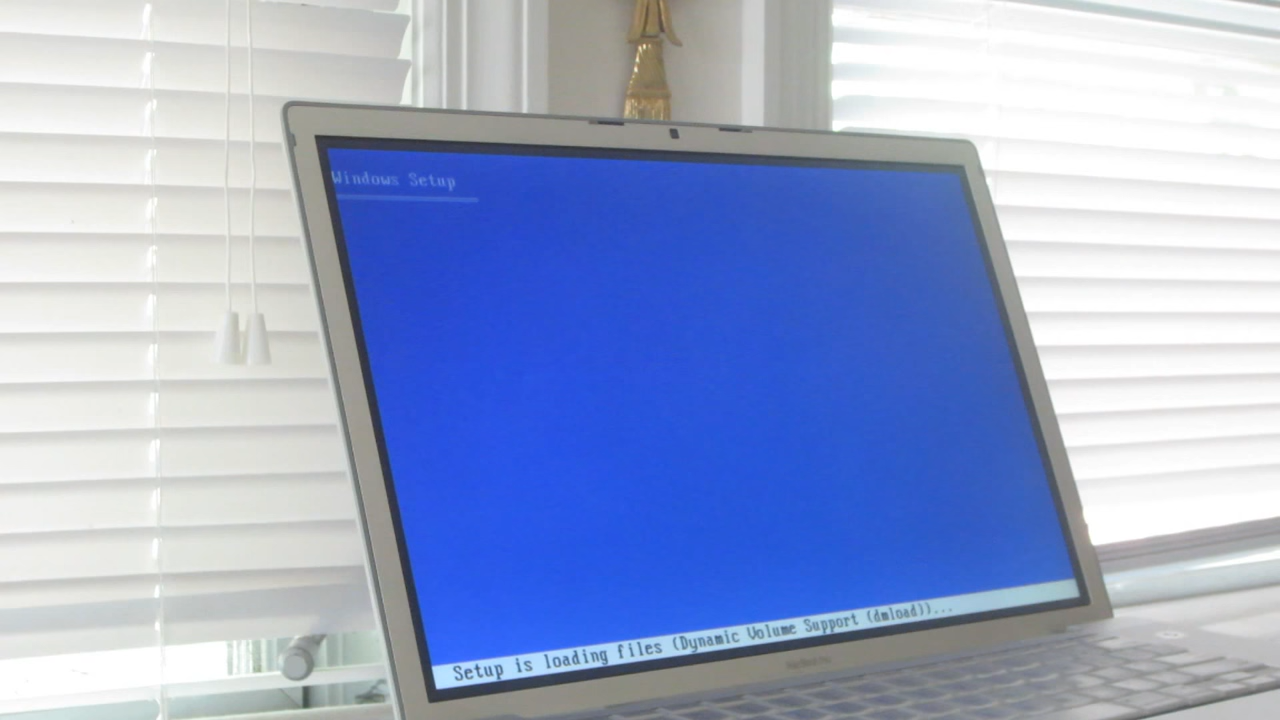 Windows Setup
Setup is loading files (Dynamic Volume Support (dmload))...